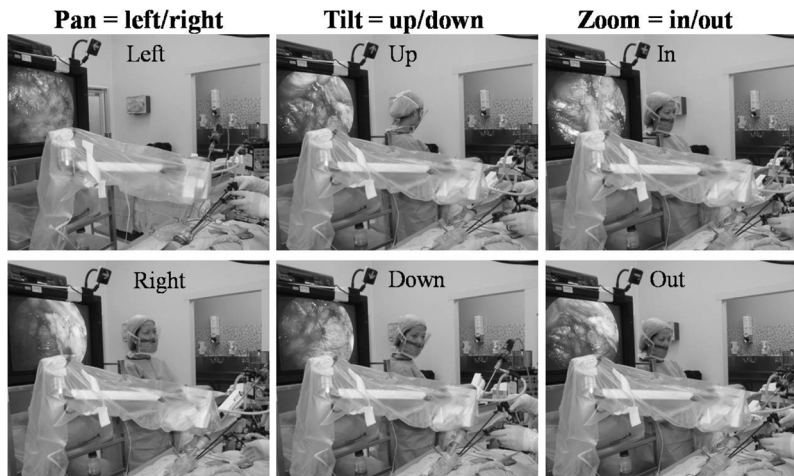 Pan = left/right
Tilt = up/down
Zoom = in/out
Left
Up
In
Right
Down
Out